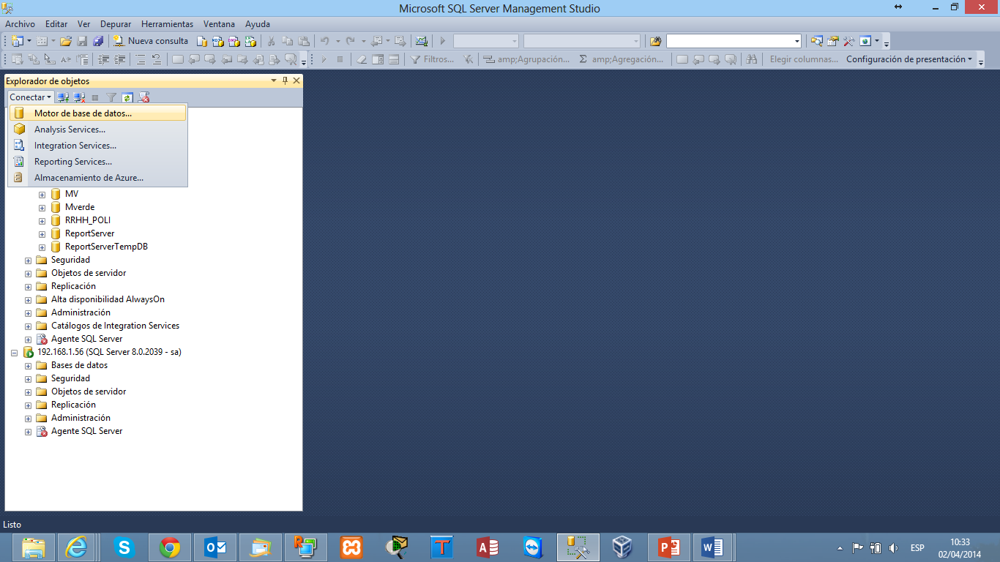 Microsoft SQL Server Management Studio
Archivo Editar Ver Depurar Herramientas Ventana Ayuda
Nueva consulta
Filtros... amp;Agrupación... Σ amp;Agregación... Elegir columnas... Configuración de presentación
Explorador de objetos
Conectar
Motor de base de datos...
Analysis Services...
Integration Services...
Reporting Services...
Almacenamiento de Azure...
MV
Mverde
RRHH_POLI
ReportServer
ReportServerTempDB
Seguridad
Objetos de servidor
Replicación
Alta disponibilidad AlwaysOn
Administración
Catálogos de Integration Services
Agente SQL Server
192.168.1.56 (SQL Server 8.0.2039 - sa)
Bases de datos
Seguridad
Objetos de servidor
Replicación
Administración
Agente SQL Server
Listo
ESP
10:33
02/04/2014